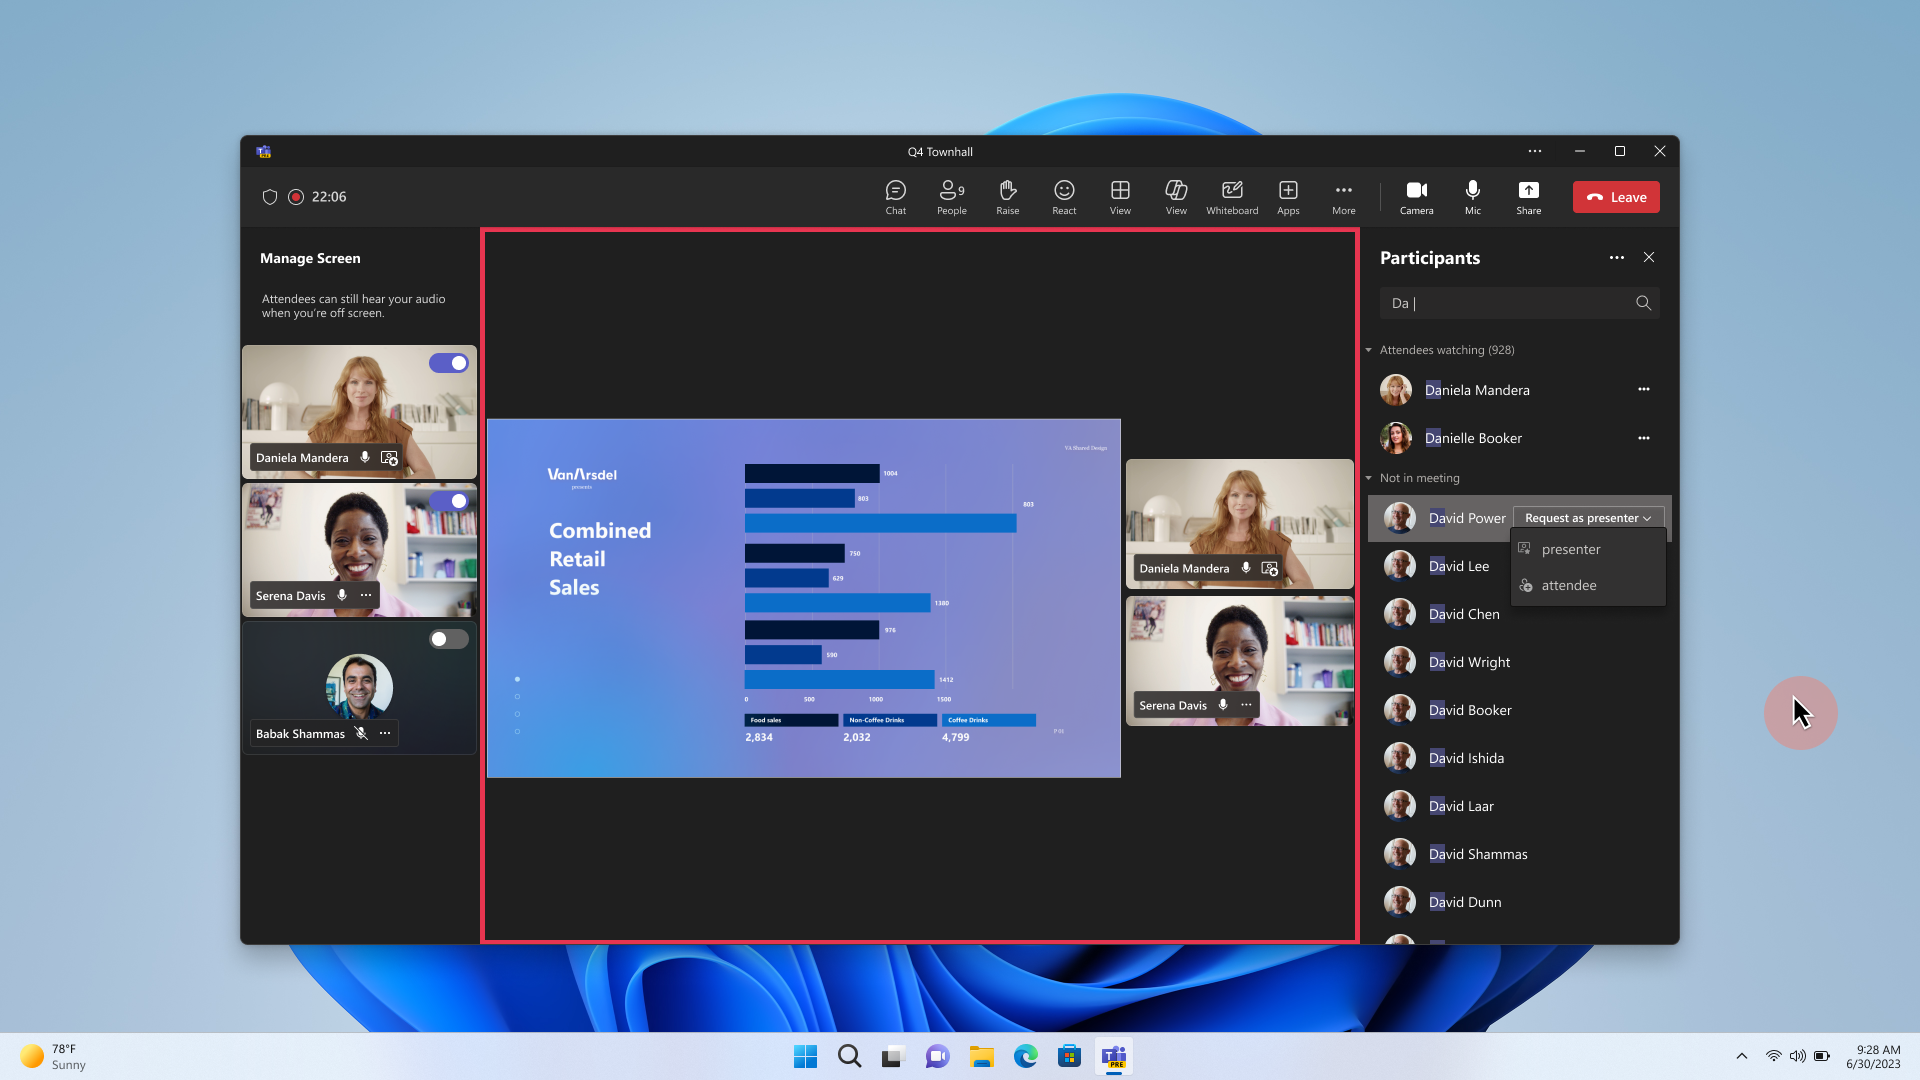 Q4 Townhall
22:06
Chat
People
9
Raise
React
View
View
Whiteboard
Apps
More
Camera
Mic
Share
Leave
Manage Screen
Attendees can still hear your audio
when you're off screen.
Daniela Mandera
Serena Davis
Babak Shammas
VanArsdel
presents
Combined
Retail
Sales
VA Shared Design
1004
803
803
750
629
1380
976
590
1412
0 500 1000 1500
Food sales
Non-Coffee Drinks
Coffee Drinks
2,834
2,032
4,799
P 01
Daniela Mandera
Serena Davis
Participants
Da
Attendees watching (928)
Daniela Mandera
Danielle Booker
Not in meeting
David Power
Request as presenter
presenter
attendee
David Lee
David Chen
David Wright
David Booker
David Ishida
David Laar
David Shammas
David Dunn
78°F
Sunny
PRE
9:28 AM
6/30/2023